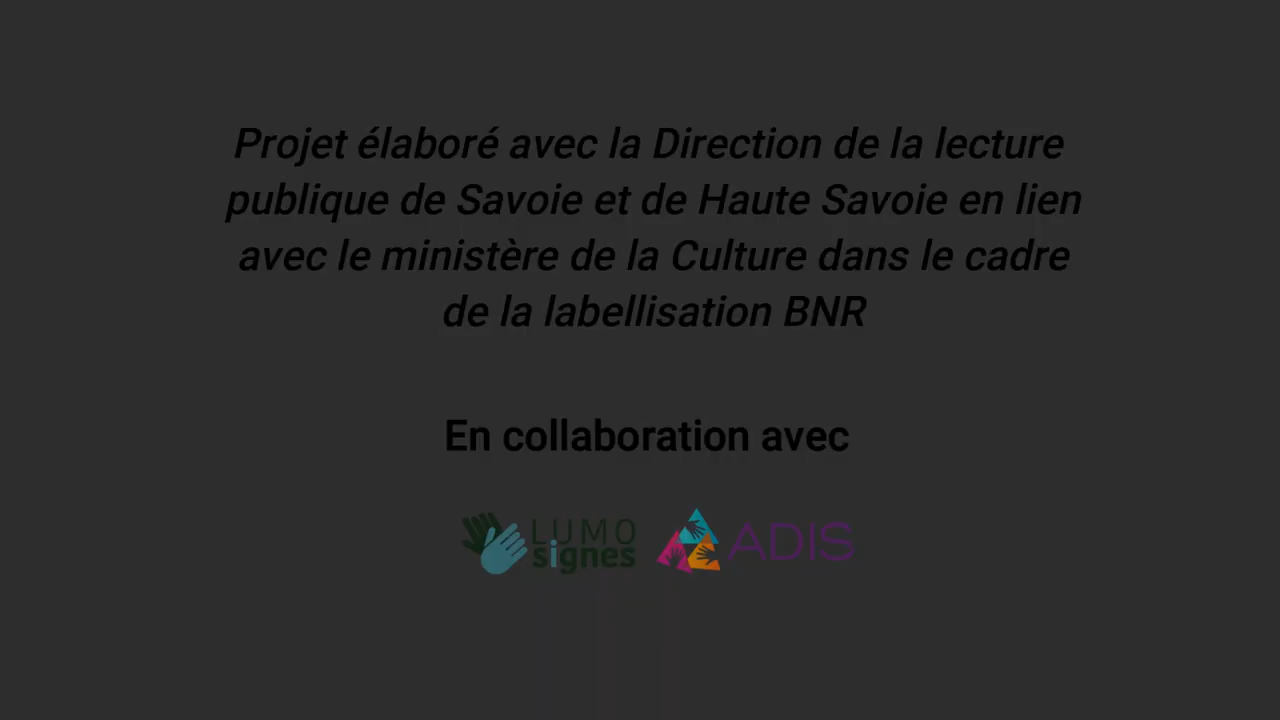 Projet élaboré avec la Direction de la lecture
publique de Savoie et de Haute Savoie en lien
avec le ministère de la Culture dans le cadre
de la labellisation BNR
En collaboration avec
LUMO
signes
ADIS